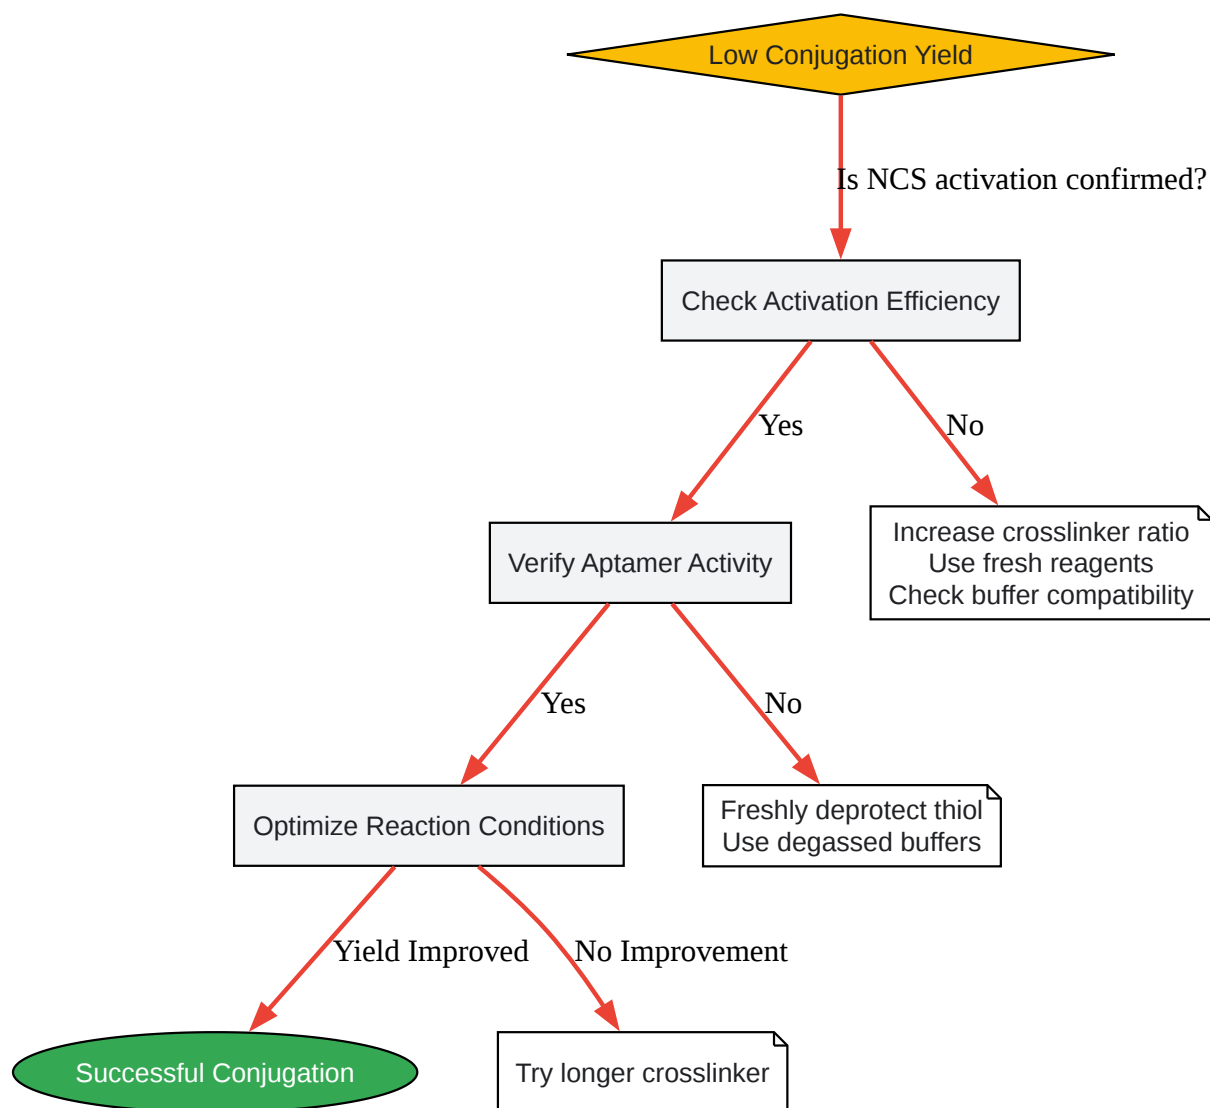 Low Conjugation Yield
Is NCS activation confirmed?
Check Activation Efficiency
Yes
No
Increase crosslinker ratio
Use fresh reagents
Check buffer compatibility
Verify Aptamer Activity
Yes
No
Freshly deprotect thiol
Use degassed buffers
Optimize Reaction Conditions
Yield Improved
No Improvement
Successful Conjugation
Try longer crosslinker